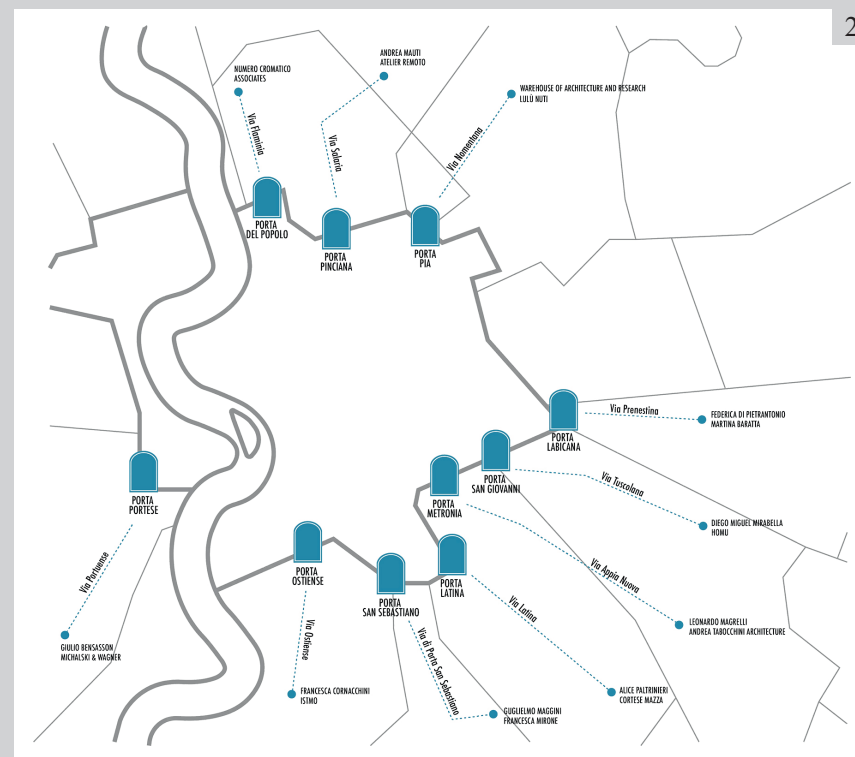 2
ANDREA MAUTI
ATELIER REMOTO
NUMERO CROMATICO
ASSOCIATES
WAREHOUSE OF ARCHITECTURE AND RESEARCH
LULÙ NUTI
Via Flaminia
Via Salaria
Via Nomentana
PORTA
DEL POPOLO
PORTA
PINCIANA
PORTA
PIA
Via Prenestina
FEDERICA DI PIETRANTONIO
MARTINA BARATTA
PORTA
LABICANA
PORTA
SAN GIOVANNI
Via Tuscolana
PORTA
METRONIA
PORTA
PORTESE
DIEGO MIGUEL MIRABELLA
HOMU
Via Portuense
PORTA
OSTIENSE
PORTA
LATINA
Via Appia Nuova
PORTA
SAN SEBASTIANO
Via Latina
LEONARDO MAGRELLI
ANDREA TABOCCHINI ARCHITECTURE
Via Ostiense
Via di Porta San Sebastiano
GIULIO BENSASSON
MICHALSKI & WAGNER
FRANCESCA CORNACCHINI
ISTMO
ALICE PALTRINIERI
CORTESE MAZZA
GUGLIELMO MAGGINI
FRANCESCA MIRONE